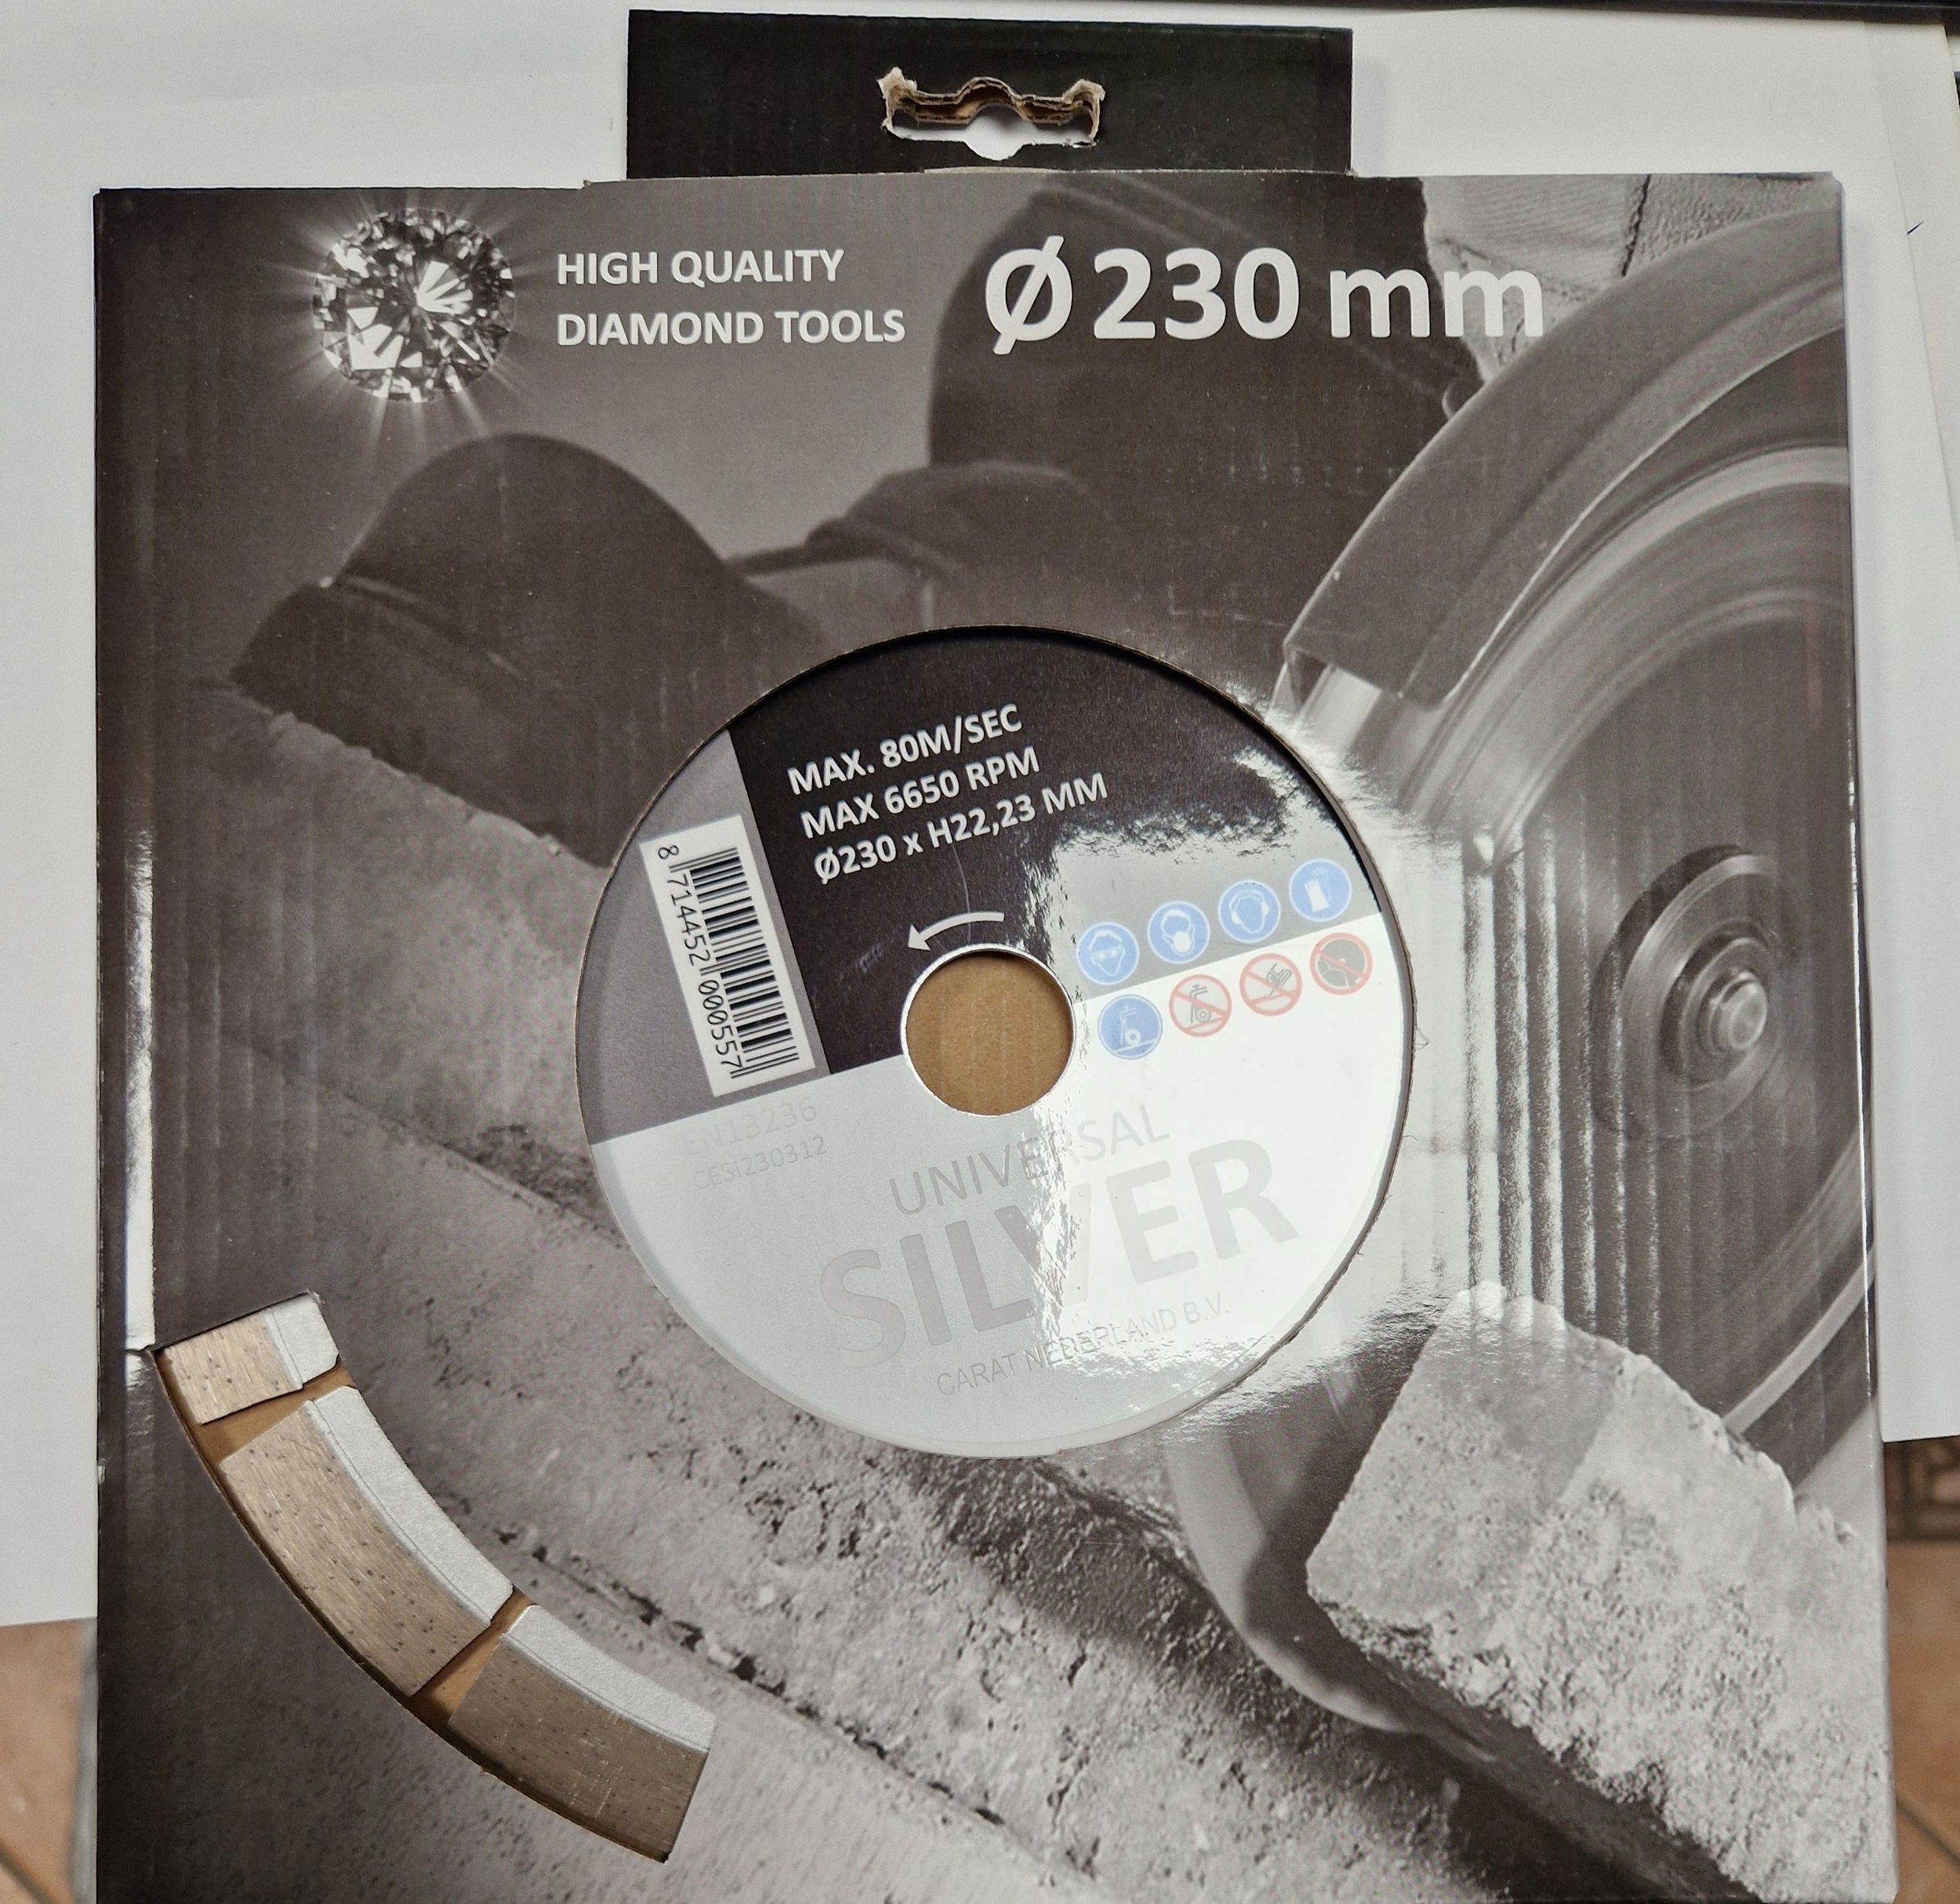 HIGH QUALITY
DIAMOND TOOLS
Ø 230 mm
MAX. 80M/SEC
MAX 6650 RPM
Ø230 x H22,23 MM
8 714452 000557
EN13236
CESI230312
UNIVERSAL
SILVER
CARAT NEDERLAND B.V.